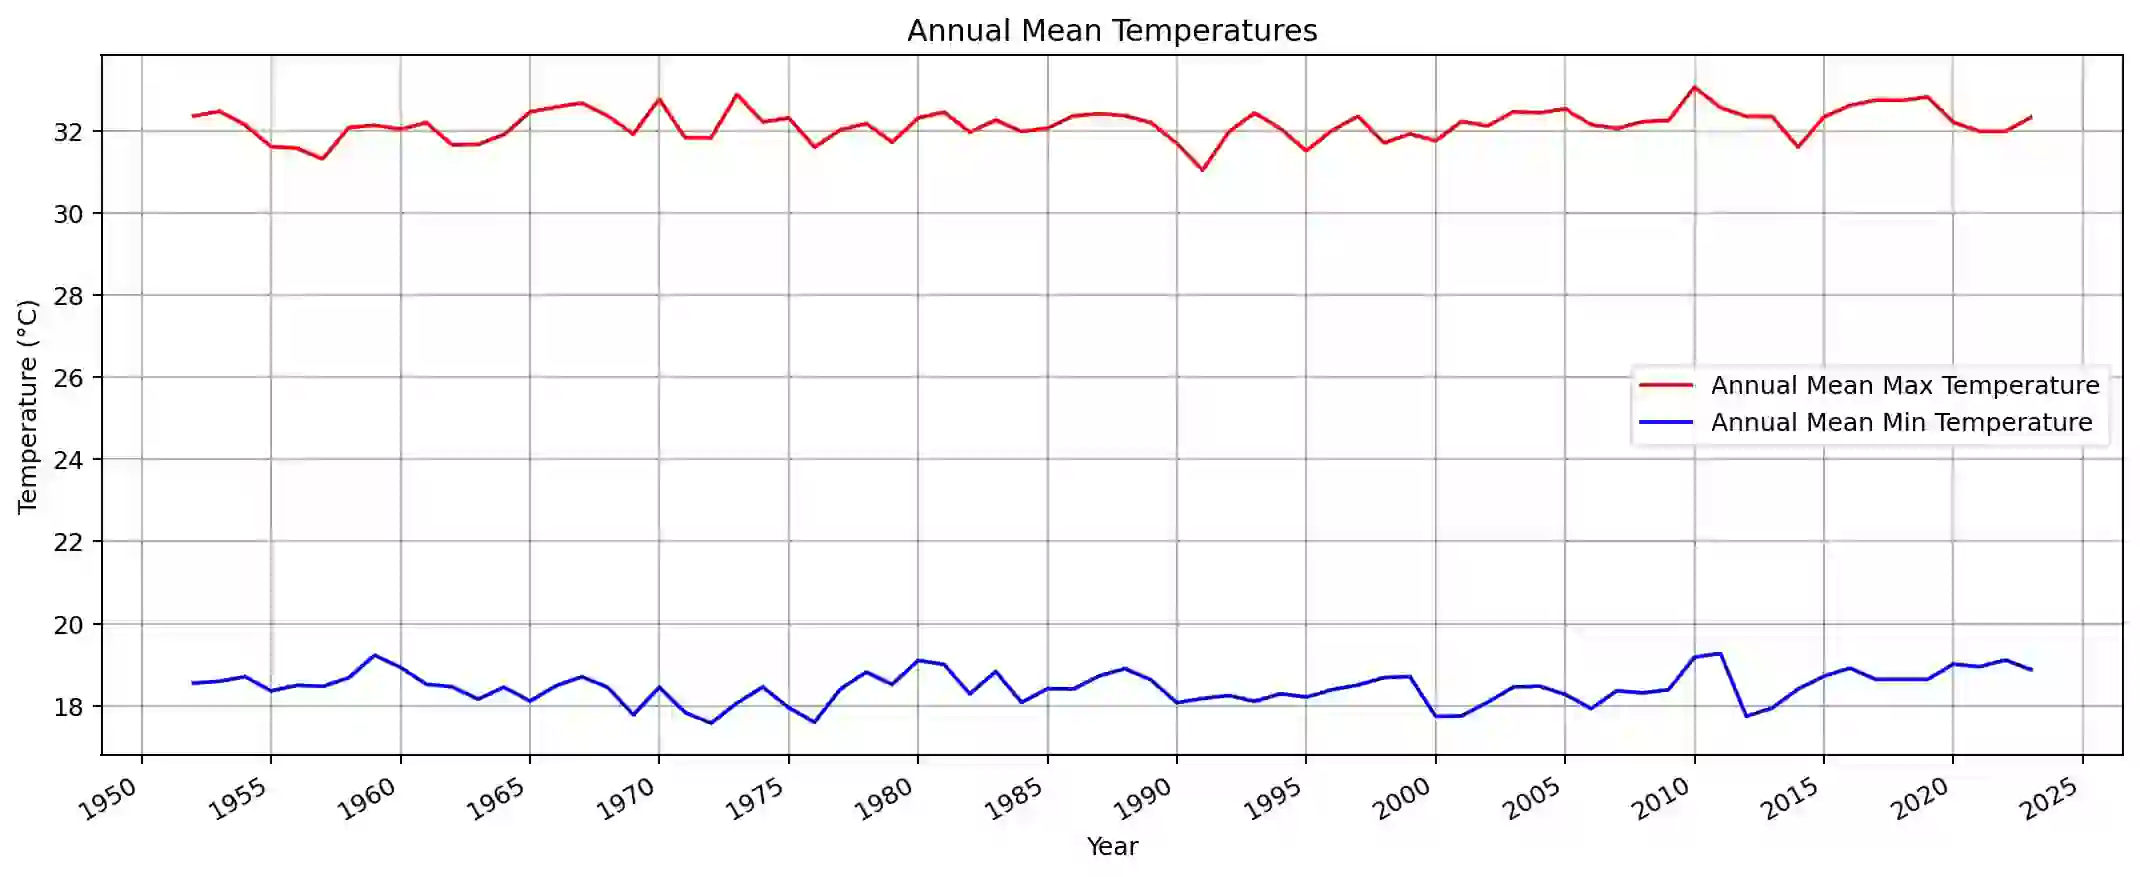 Annual Mean Temperatures
32
30
28
26
24
22
20
18
Temperature (°C)
Annual Mean Max Temperature
Annual Mean Min Temperature
1950 1955 1960 1965 1970 1975 1980 1985 1990 1995 2000 2005 2010 2015 2020 2025
Year